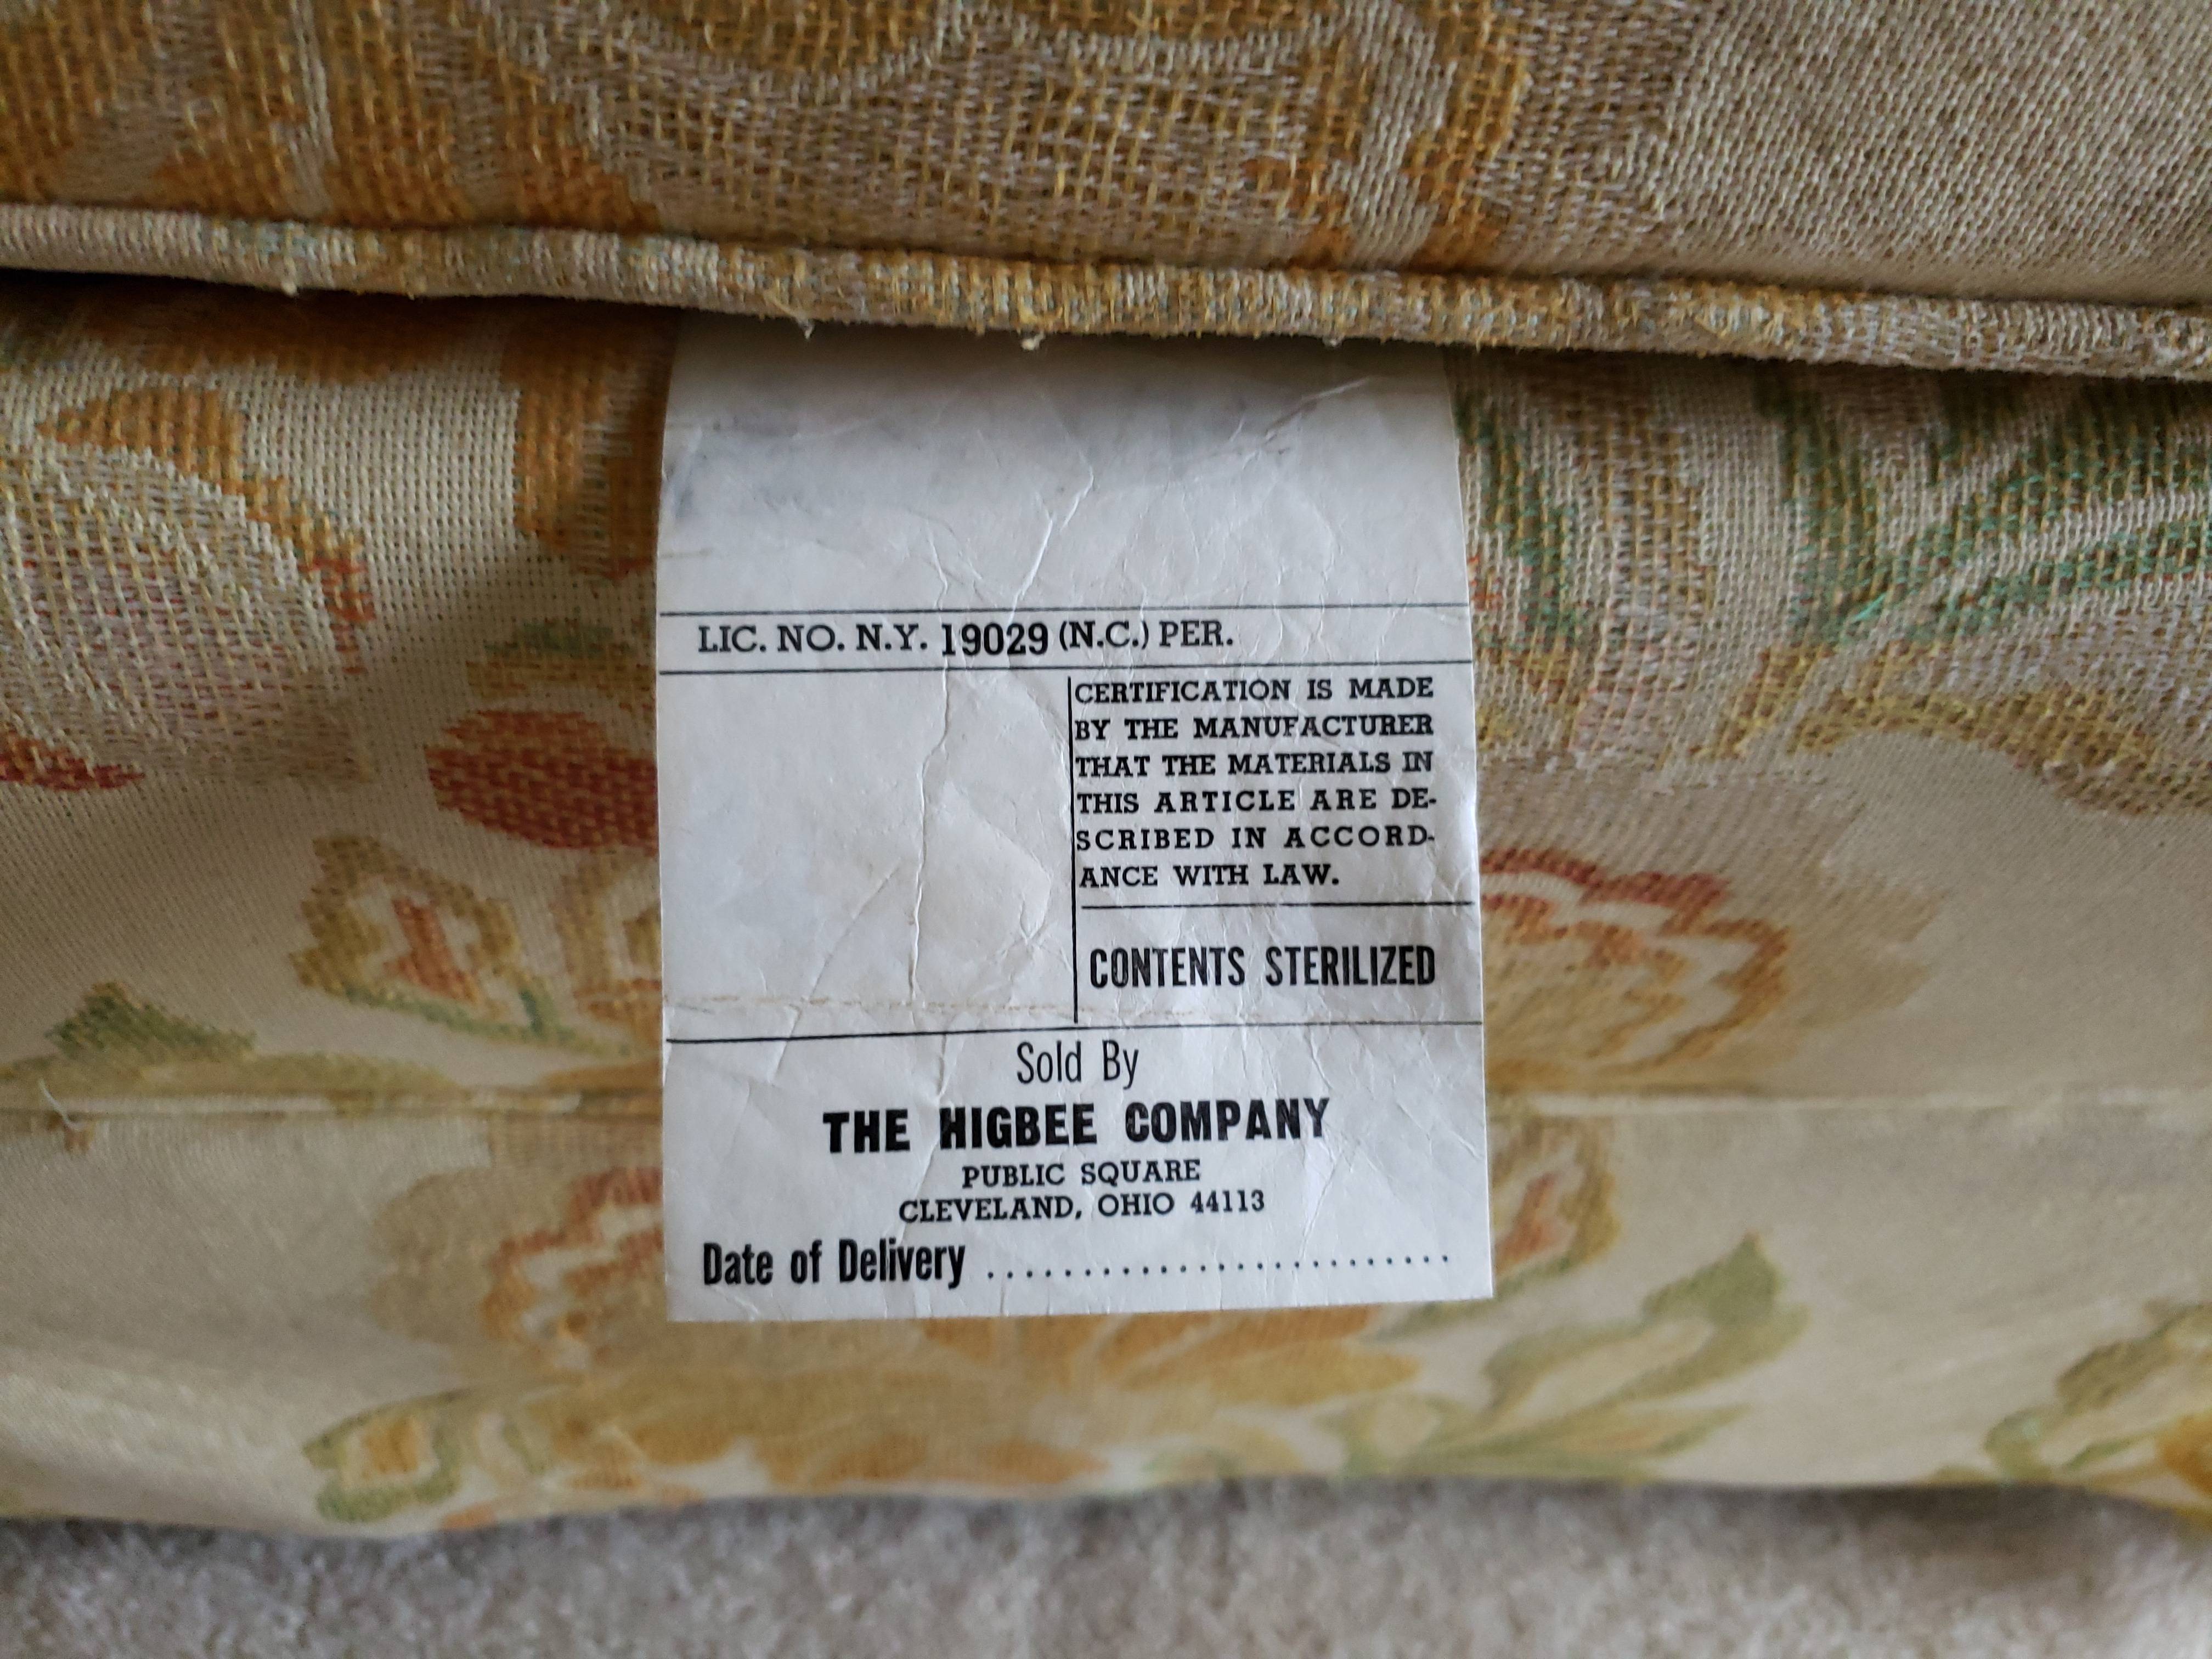 LIC. NO. N.Y. 19029 (N.C.) PER.
CERTIFICATION IS MADE
BY THE MANUFACTURER
THAT THE MATERIALS IN
THIS ARTICLE ARE DE-
SCRIBED IN ACCORD-
ANCE WITH LAW.
CONTENTS STERILIZED
Sold By
THE HIGBEE COMPANY
PUBLIC SQUARE
CLEVELAND, OHIO 44113
Date of Delivery .........................